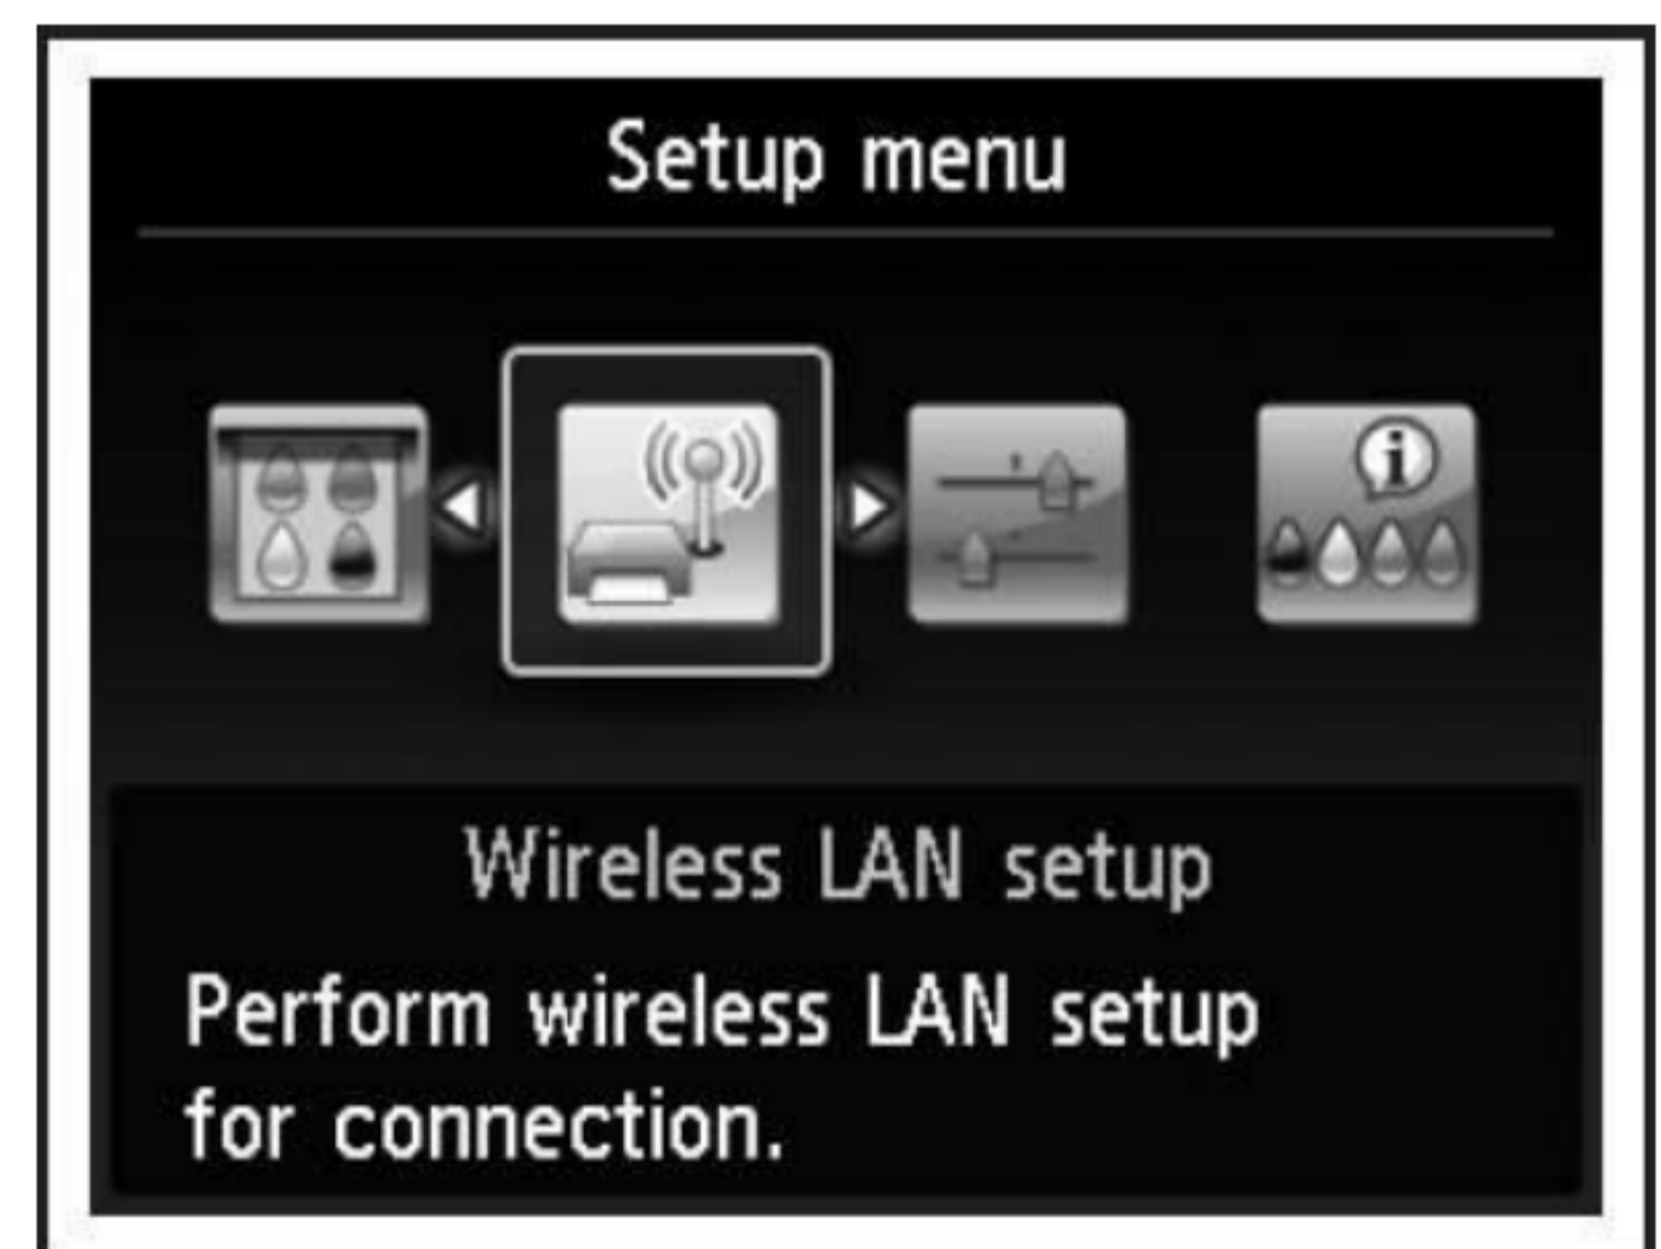 Setup menu
i
Wireless LAN setup
Perform wireless LAN setup
for connection.